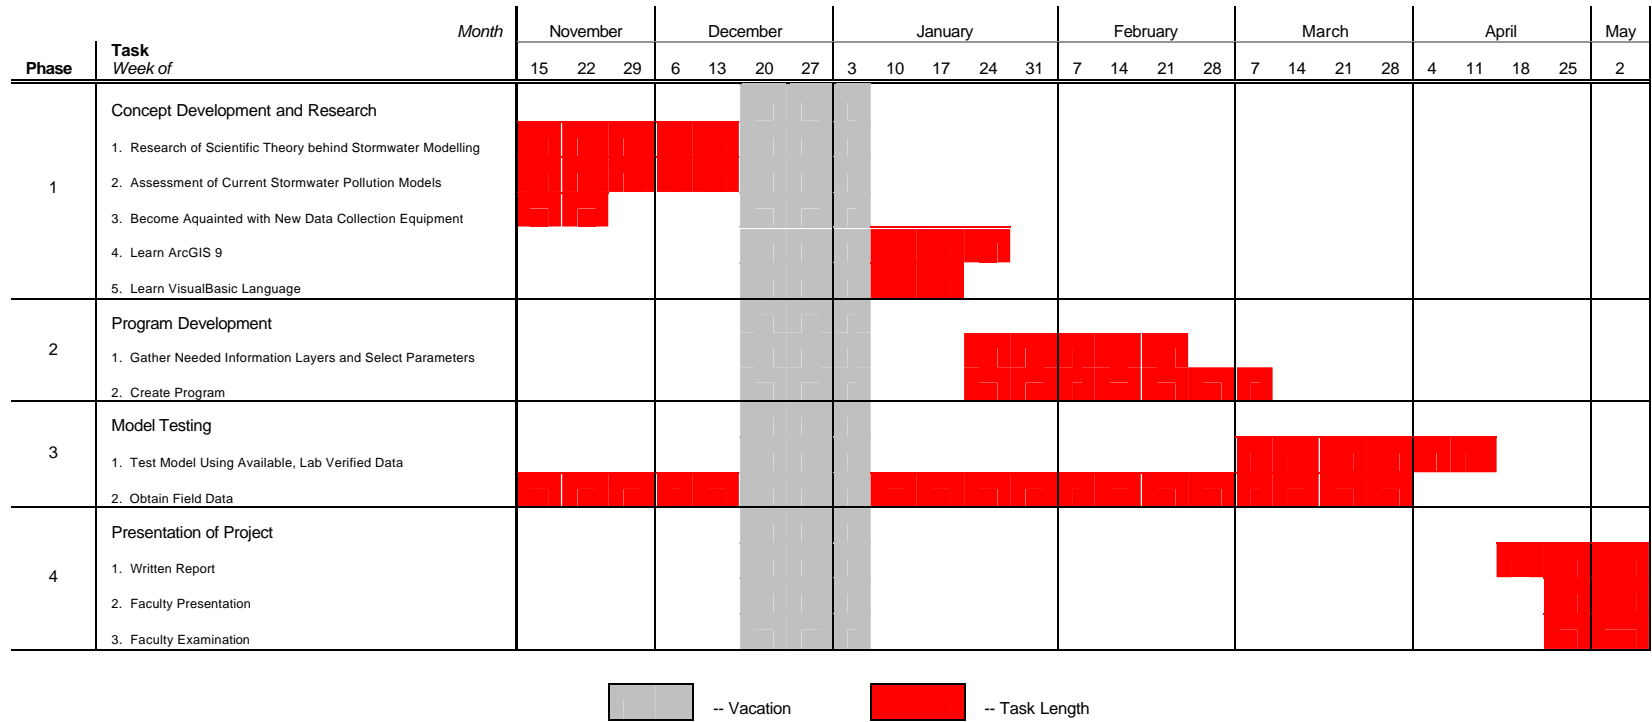 Month November December January February March April May
Task
Phase Week of 15 22 29 6 13 20 27 3 10 17 24 31 7 14 21 28 7 14 21 28 4 11 18 25 2
Concept Development and Research
1. Research of Scientific Theory behind Stormwater Modelling
2. Assessment of Current Stormwater Pollution Models
1
3. Become Aquainted with New Data Collection Equipment
4. Learn ArcGIS 9
5. Learn VisualBasic Language
Program Development
2
1. Gather Needed Information Layers and Select Parameters
2. Create Program
Model Testing
3
1. Test Model Using Available, Lab Verified Data
2. Obtain Field Data
Presentation of Project
1. Written Report
4
2. Faculty Presentation
3. Faculty Examination
-- Vacation -- Task Length